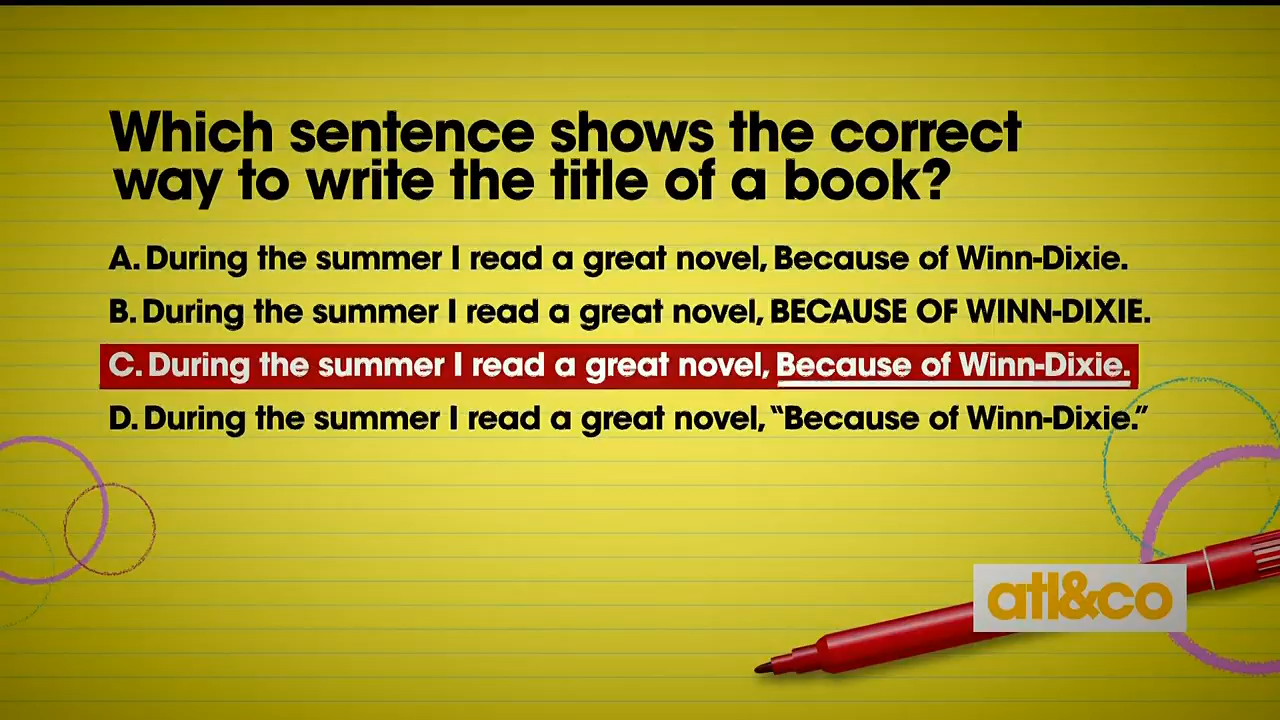 Which sentence shows the correct
way to write the title of a book?
A. During the summer I read a great novel, Because of Winn-Dixie.
B. During the summer I read a great novel, BECAUSE OF WINN-DIXIE.
C. During the summer I read a great novel, Because of Winn-Dixie.
D. During the summer I read a great novel, “Because of Winn-Dixie.”
atl&co